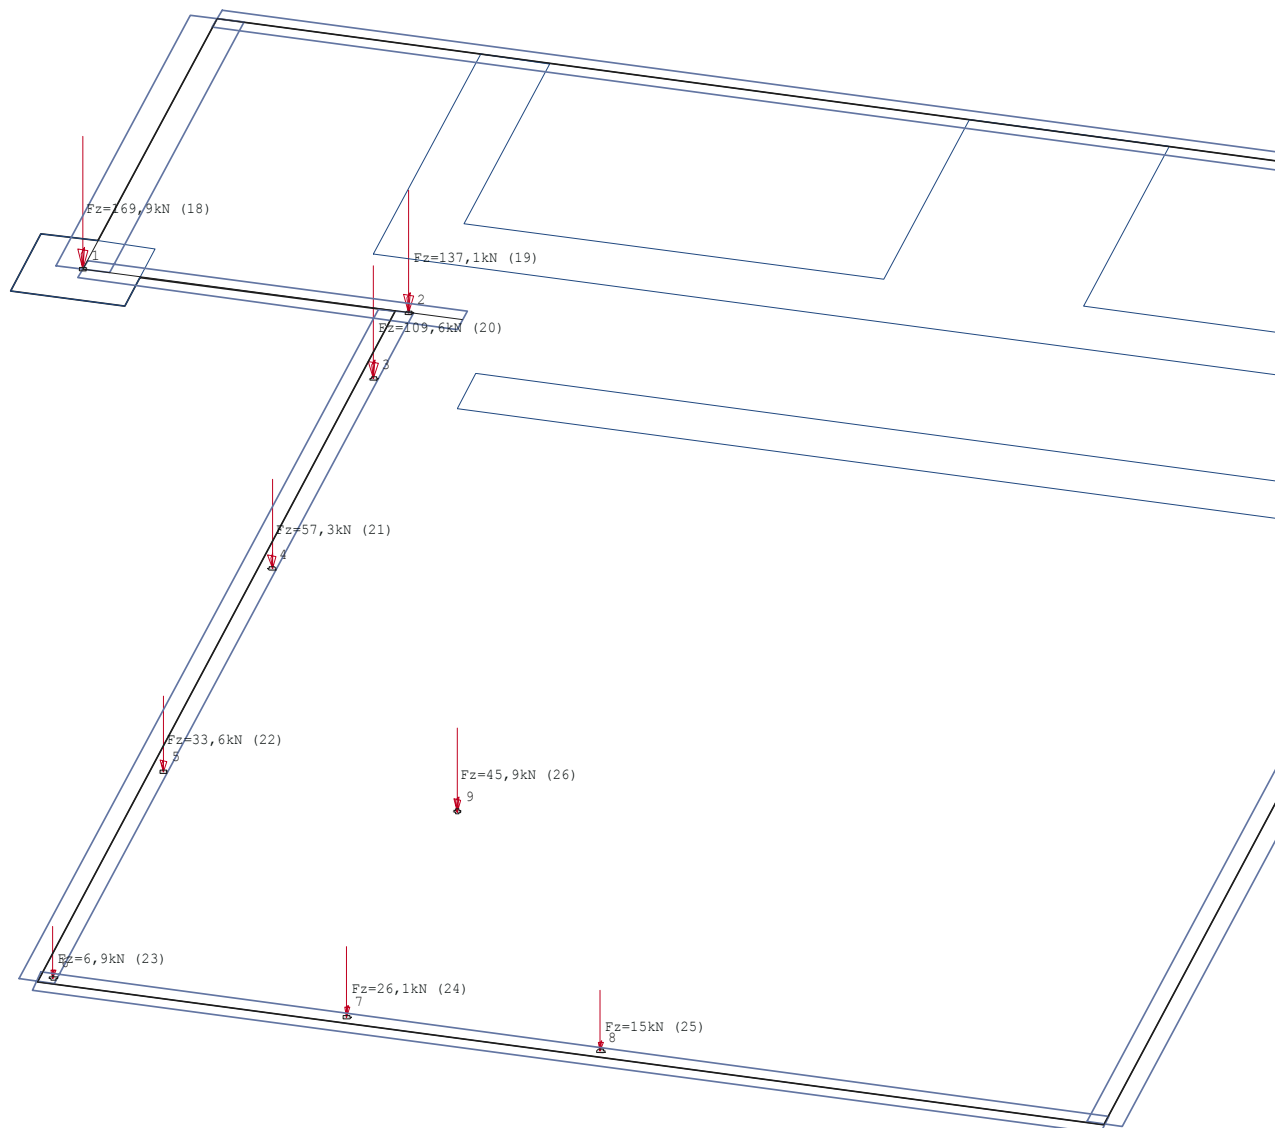 Fz=169,9kN (18)
1
Fz=137,1kN (19)
2
Fz=109,6kN (20)
3
Fz=57,3kN (21)
4
Fz=33,6kN (22)
5
Fz=45,9kN (26)
9
Fz=6,9kN (23)
6
Fz=26,1kN (24)
7
Fz=15kN (25)
8